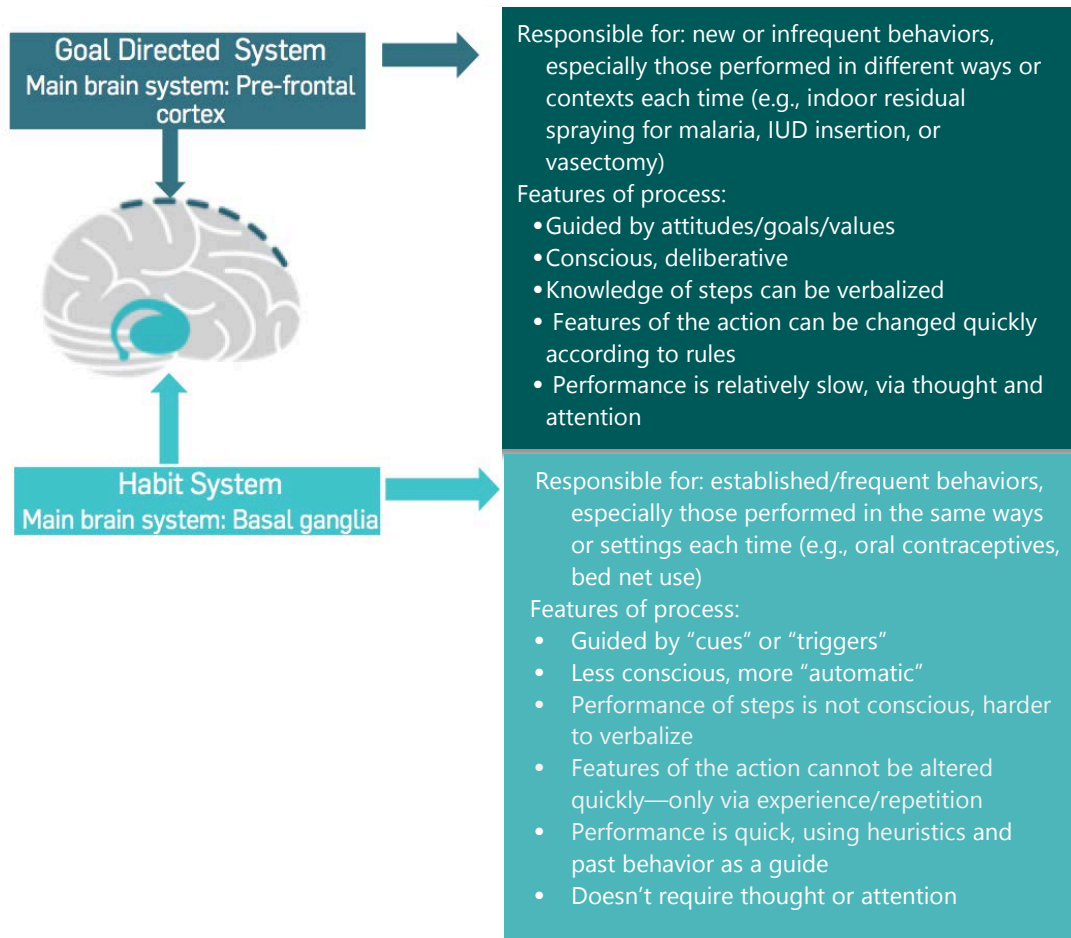 Goal Directed System
Main brain system: Pre-frontal
cortex
Responsible for: new or infrequent behaviors,
especially those performed in different ways or
contexts each time (e.g., indoor residual
spraying for malaria, IUD insertion, or
vasectomy)
Features of process:
•Guided by attitudes/goals/values
•Conscious, deliberative
•Knowledge of steps can be verbalized
• Features of the action can be changed quickly
according to rules
• Performance is relatively slow, via thought and
attention
Habit System
Main brain system: Basal ganglia
Responsible for: established/frequent behaviors,
especially those performed in the same ways
or settings each time (e.g., oral contraceptives,
bed net use)
Features of process:
• Guided by “cues” or “triggers”
• Less conscious, more “automatic”
• Performance of steps is not conscious, harder
to verbalize
• Features of the action cannot be altered
quickly—only via experience/repetition
• Performance is quick, using heuristics and
past behavior as a guide
• Doesn’t require thought or attention